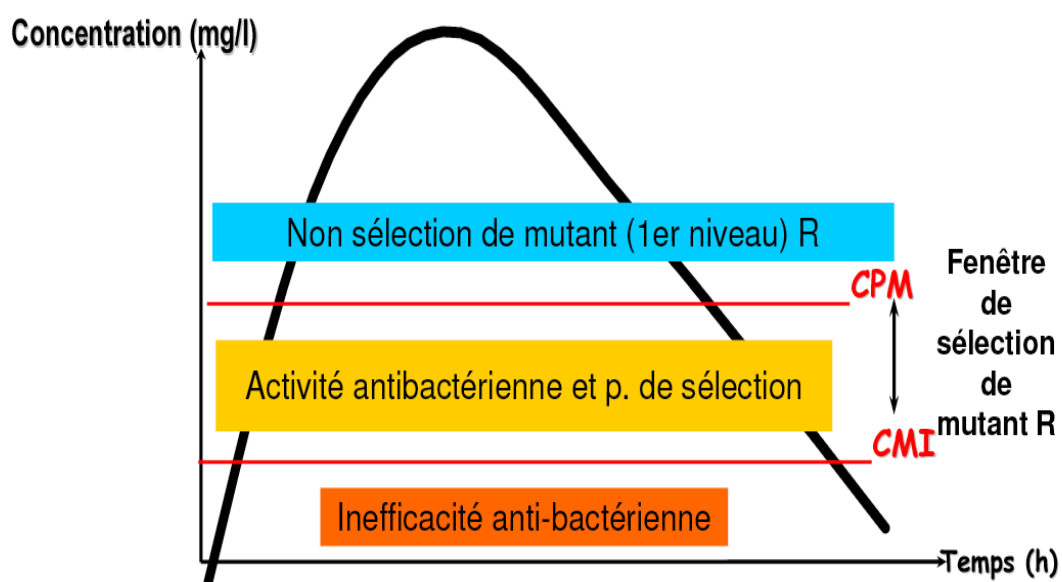 Concentration (mg/l)
Non sélection de mutant (1er niveau) R
CPM
Fenêtre
de
sélection
de
mutant R
Activité antibactérienne et p. de sélection
CMI
Inefficacité anti-bactérienne
Temps (h)